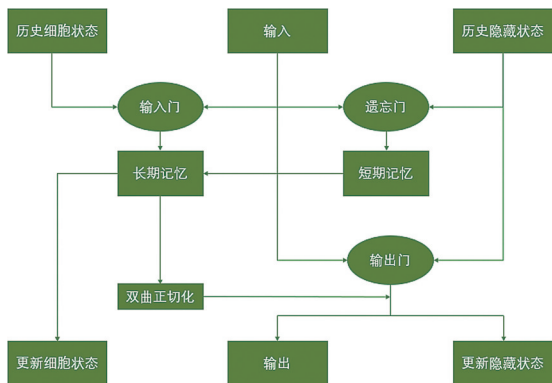 历史细胞状态
输入
历史隐藏状态
输入门
遗忘门
长期记忆
短期记忆
输出门
双曲正切化
更新细胞状态
输出
更新隐藏状态